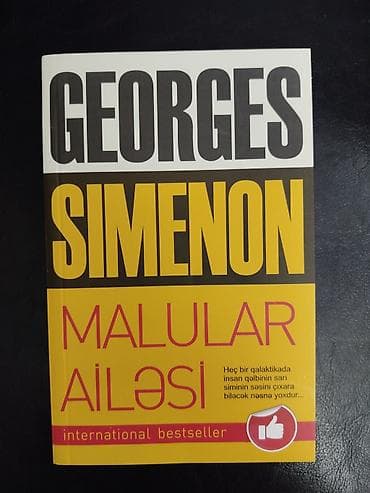 GEORGES
SIMENON
MALULAR
AİLƏSİ
Heç bir qalaktikada
insan qəlbinin sarı
siminin səsini çıxara
biləcək nəsnə yoxdur...
international bestseller